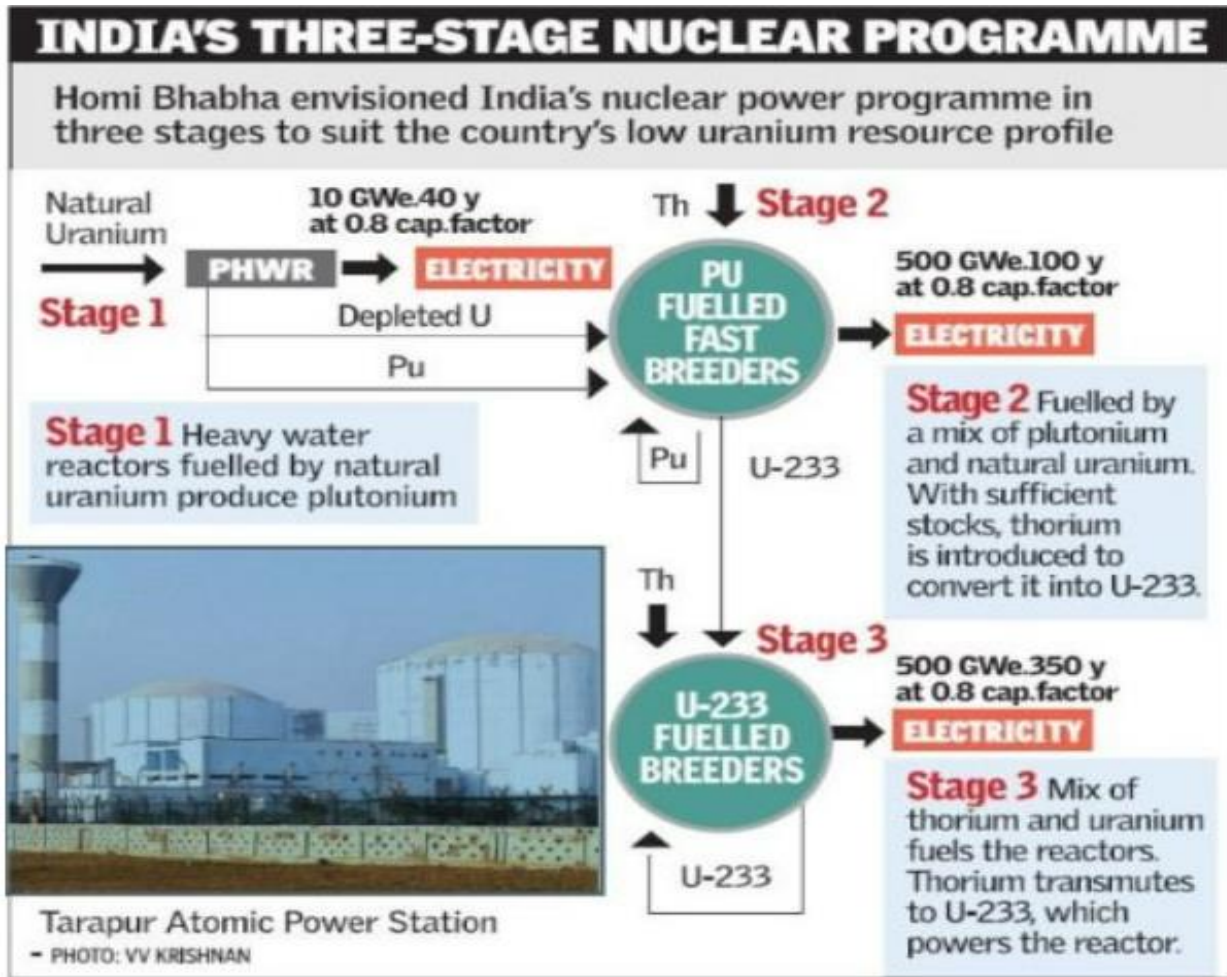 INDIA'S THREE-STAGE NUCLEAR PROGRAMME
Homi Bhabha envisioned India's nuclear power programme in
three stages to suit the country's low uranium resource profile
Natural
Uranium
Stage 1
PHWR
10 GWe.40 y
at 0.8 cap.factor
ELECTRICITY
Depleted U
Pu
Th
Stage 2
PU
FUELLED
FAST
BREEDERS
500 GWe.100 y
at 0.8 cap.factor
ELECTRICITY
Stage 1 Heavy water
reactors fuelled by natural
uranium produce plutonium
Pu
U-233
Stage 2 Fuelled by
a mix of plutonium
and natural uranium.
With sufficient
stocks, thorium
is introduced to
convert it into U-233.
Th
Stage 3
U-233
FUELLED
BREEDERS
500 GWe.350 y
at 0.8 cap.factor
ELECTRICITY
U-233
Stage 3 Mix of
thorium and uranium
fuels the reactors.
Thorium transmutes
to U-233, which
powers the reactor.
Tarapur Atomic Power Station
- PHOTO: VV KRISHNAN